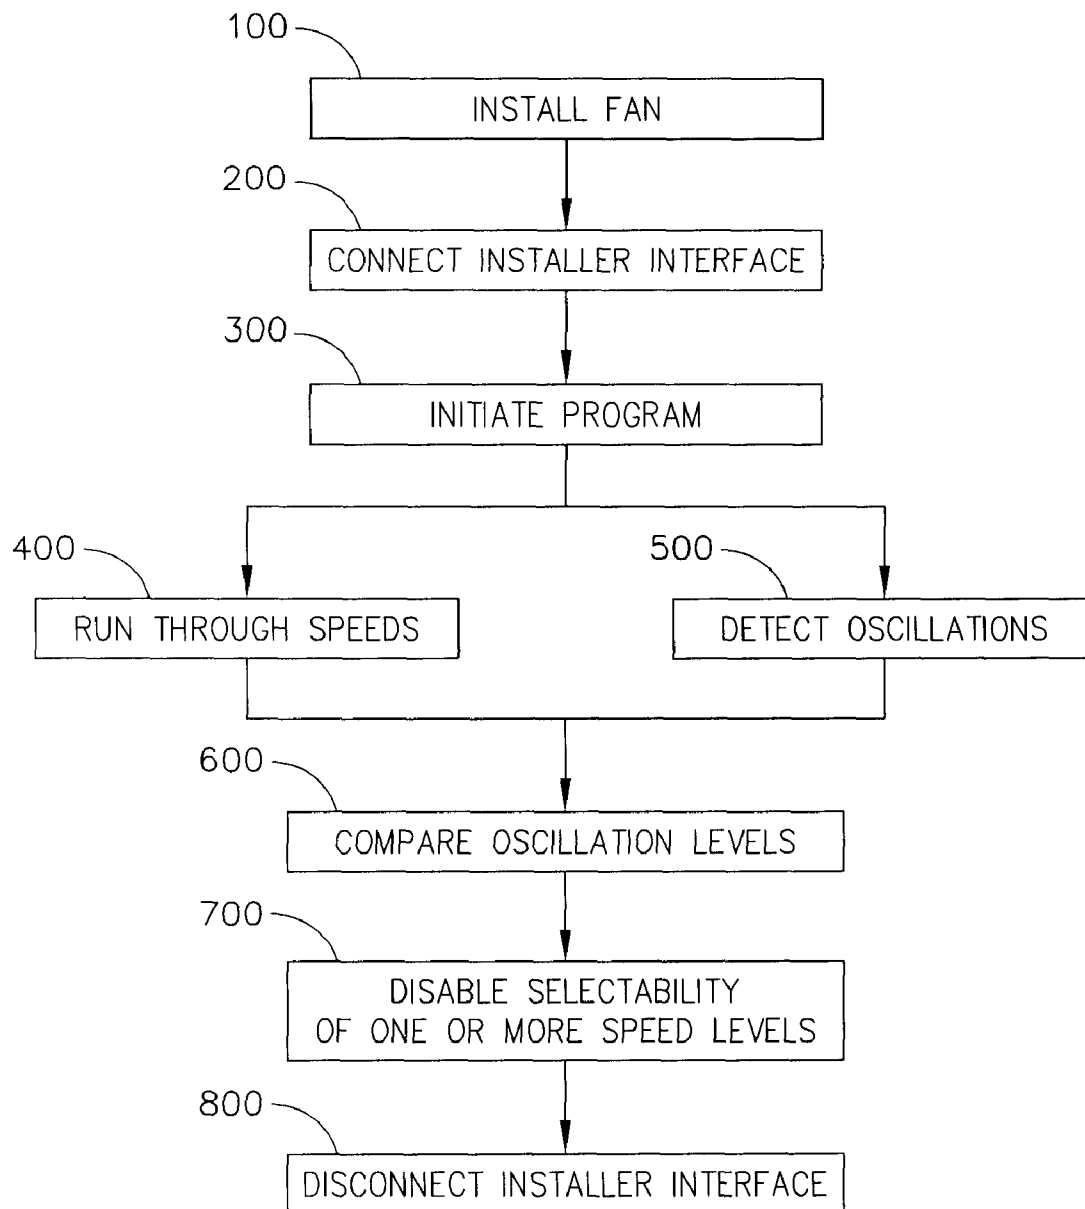 100
INSTALL FAN
200
CONNECT INSTALLER INTERFACE
300
INITIATE PROGRAM
400
RUN THROUGH SPEEDS
500
DETECT OSCILLATIONS
600
COMPARE OSCILLATION LEVELS
700
DISABLE SELECTABILITY
OF ONE OR MORE SPEED LEVELS
800
DISCONNECT INSTALLER INTERFACE